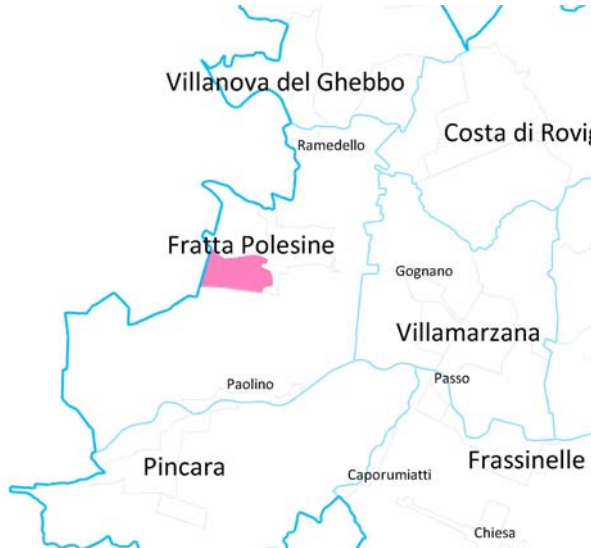 Villanova del Ghebbo
Costa di Rovig
Ramedello
Fratta Polesine
Gognano
Villamarzana
Passo
Paolino
Pincara
Frassinelle
Caporumiatti
Chiesa